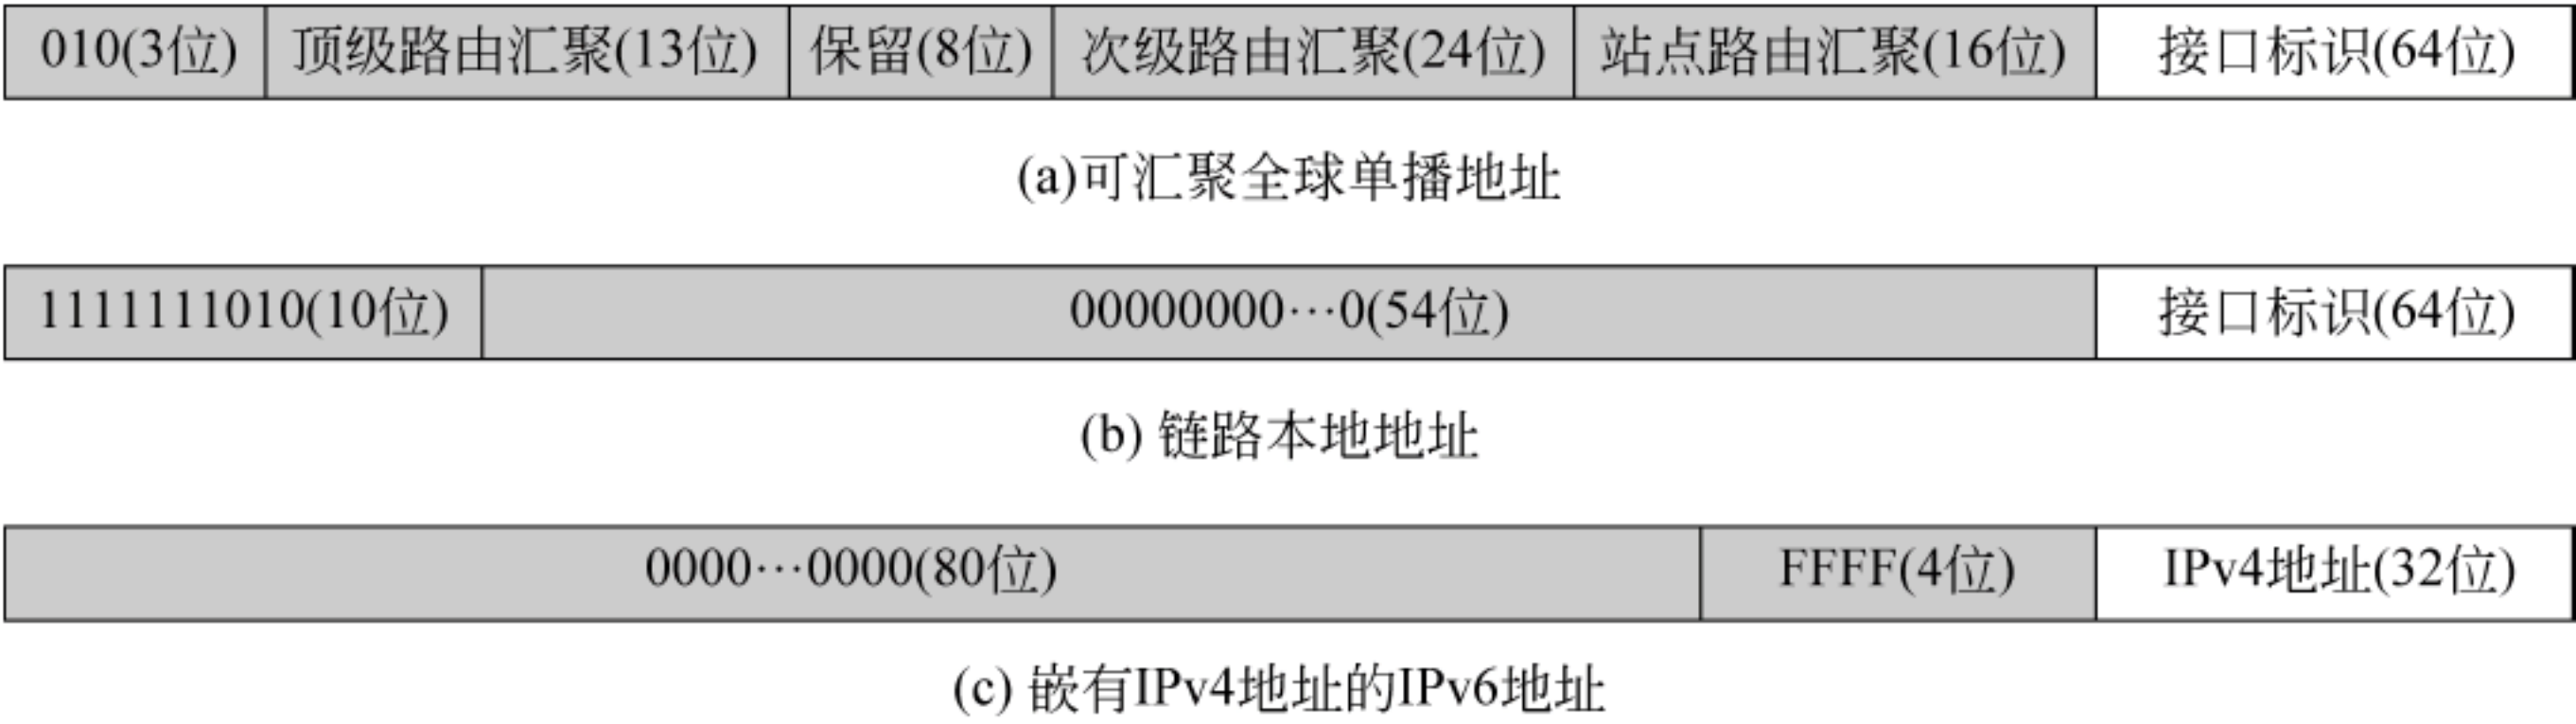 010(3位) 顶级路由汇聚(13位) 保留(8位) 次级路由汇聚(24位) 站点路由汇聚(16位) 接口标识(64位)
(a)可汇聚全球单播地址
1111111010(10位) 00000000…0(54位) 接口标识(64位)
(b) 链路本地地址
0000…0000(80位) FFFF(4位) IPv4地址(32位)
(c) 嵌有IPv4地址的IPv6地址